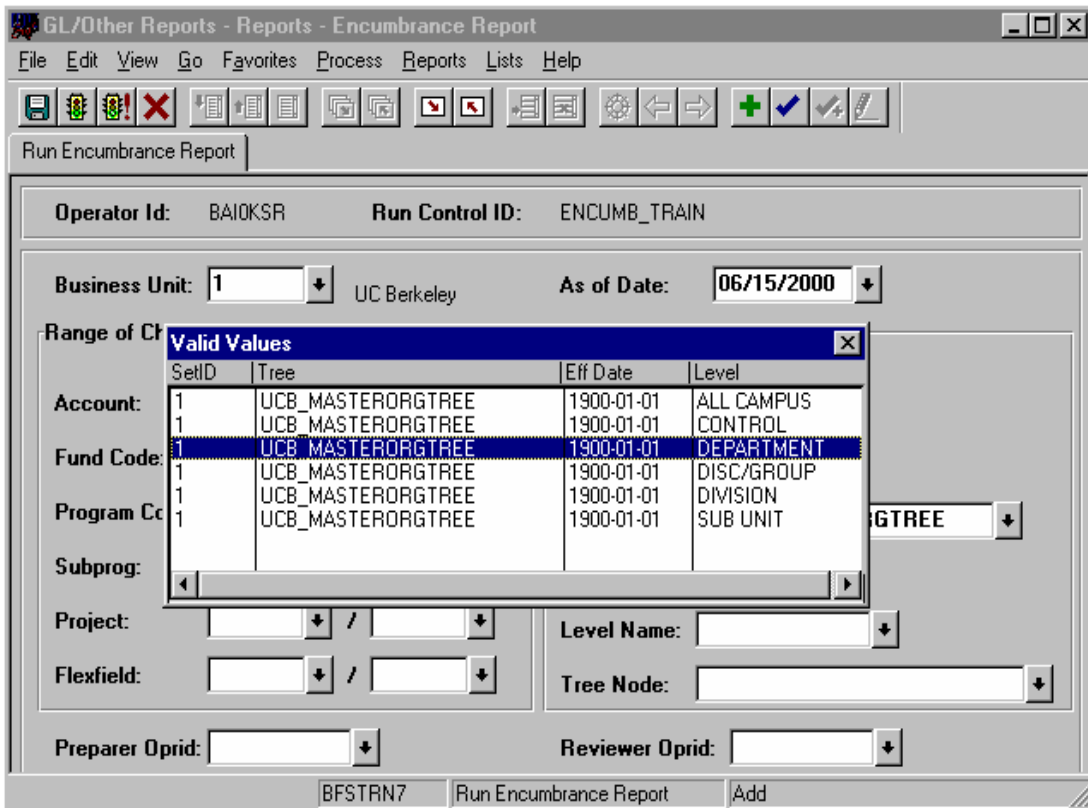 GL/Other Reports - Reports - Encumbrance Report
File Edit View Go Favorites Process Reports Lists Help
Run Encumbrance Report
Operator Id: BAI0KSR Run Control ID: ENCUMB_TRAIN
Business Unit: 1 UC Berkeley As of Date: 06/15/2000
Range of Ch
Valid Values
SetID Tree Eff Date Level
1 UCB_MASTERORGTREE 1900-01-01 ALL CAMPUS
1 UCB_MASTERORGTREE 1900-01-01 CONTROL
1 UCB_MASTERORGTREE 1900-01-01 DEPARTMENT
1 UCB_MASTERORGTREE 1900-01-01 DISC/GROUP
1 UCB_MASTERORGTREE 1900-01-01 DIVISION
1 UCB_MASTERORGTREE 1900-01-01 SUB UNIT
Account:
Fund Code:
Program Co RGTREE
Subprog:
Project: / Level Name:
Flexfield: / Tree Node:
Preparer Oprid: Reviewer Oprid:
BFSTRN7 Run Encumbrance Report Add